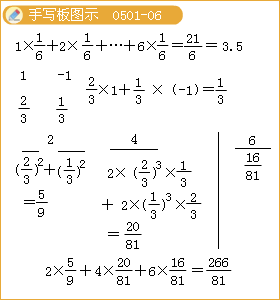 手写板图示 0501-06
1×1/6+2×1/6+···+6×1/6=21/6= 3.5
1 -1
2/3 1/3 2/3×1+1/3 × (-1)=1/3
2 4 6
(2/3)²+(1/3)² 2× (2/3)³×1/3 16/81
=5/9 + 2×(1/3)³×2/3
=20/81
2×5/9+4×20/81+6×16/81=266/81